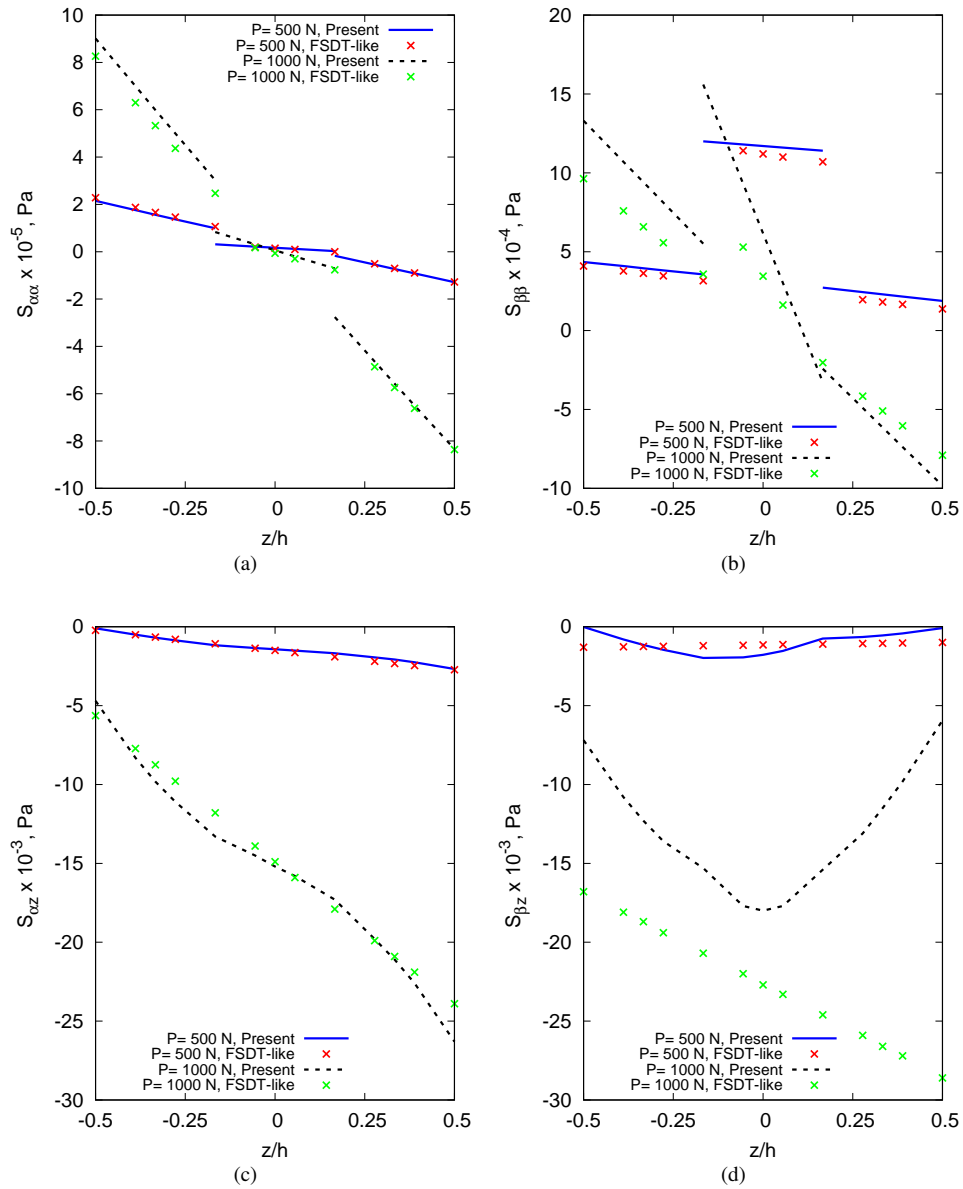 10
8
6
4
2
0
-2
-4
-6
-8
-10
S_αα x 10^-5, Pa
P= 500 N, Present
P= 500 N, FSDT-like
P= 1000 N, Present
P= 1000 N, FSDT-like
-0.5 -0.25 0 0.25 0.5
z/h
(a)
20
15
10
5
0
-5
-10
S_ββ x 10^-4, Pa
P= 500 N, Present
P= 500 N, FSDT-like
P= 1000 N, Present
P= 1000 N, FSDT-like
-0.5 -0.25 0 0.25 0.5
z/h
(b)
0
-5
-10
-15
-20
-25
-30
S_αz x 10^-3, Pa
P= 500 N, Present
P= 500 N, FSDT-like
P= 1000 N, Present
P= 1000 N, FSDT-like
-0.5 -0.25 0 0.25 0.5
z/h
(c)
0
-5
-10
-15
-20
-25
-30
S_βz x 10^-3, Pa
P= 500 N, Present
P= 500 N, FSDT-like
P= 1000 N, Present
P= 1000 N, FSDT-like
-0.5 -0.25 0 0.25 0.5
z/h
(d)